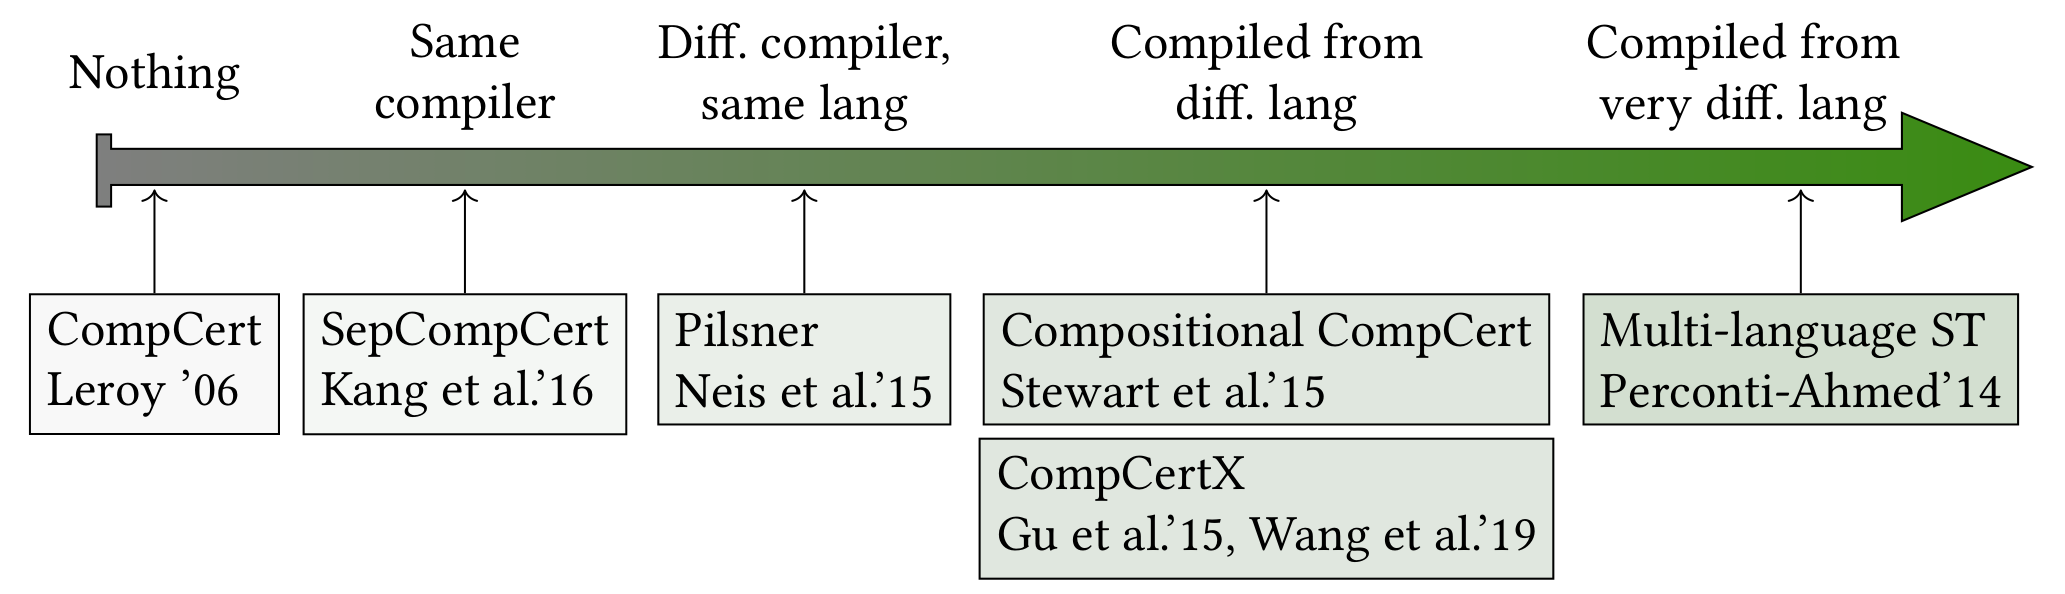 Nothing
Same
compiler
Diff. compiler,
same lang
Compiled from
diff. lang
Compiled from
very diff. lang
CompCert
Leroy ’06
SepCompCert
Kang et al.’16
Pilsner
Neis et al.’15
Compositional CompCert
Stewart et al.’15
Multi-language ST
Perconti-Ahmed’14
CompCertX
Gu et al.’15, Wang et al.’19